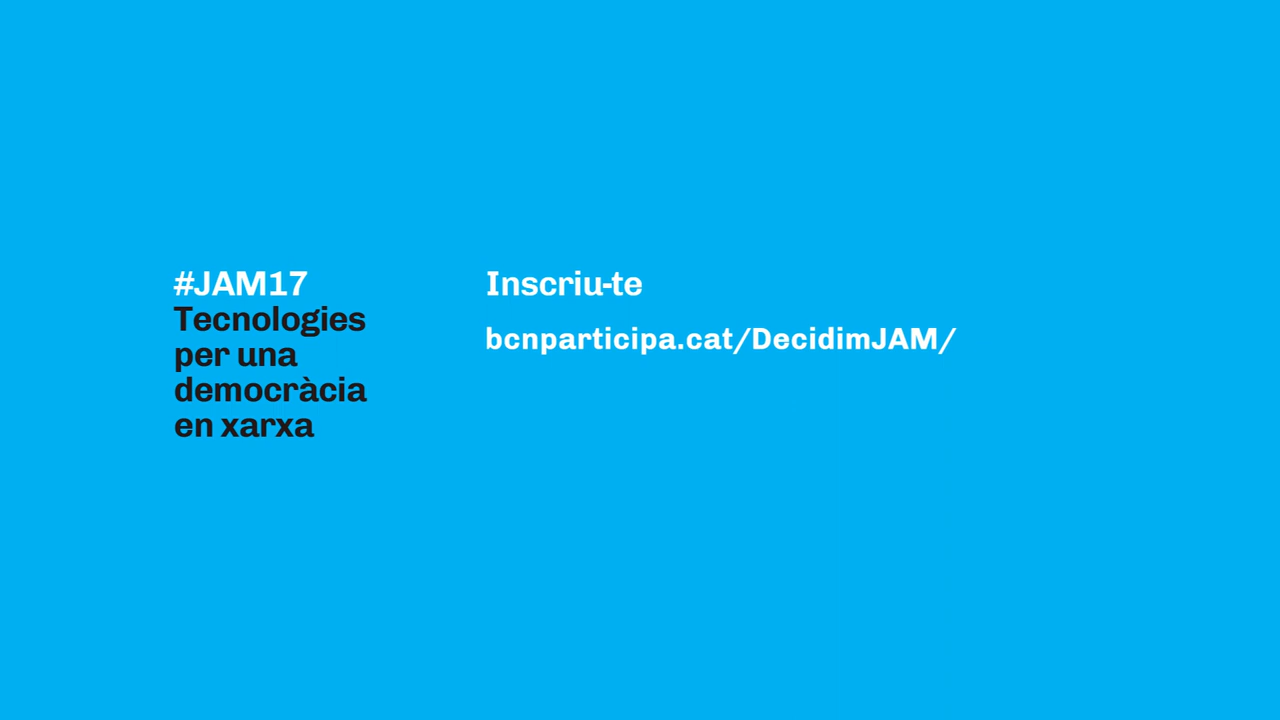 #JAM17
Tecnologies
per una
democràcia
en xarxa
Inscriu-te
bcnparticipa.cat/DecidimJAM/